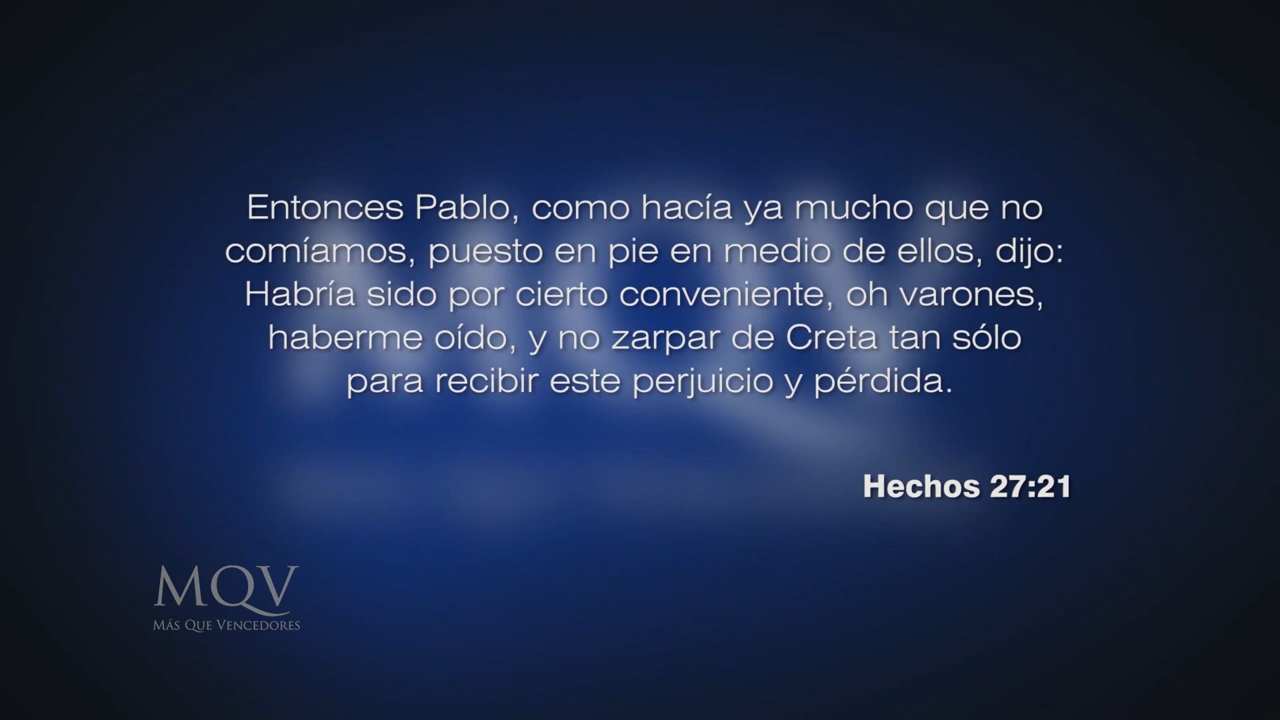 Entonces Pablo, como hacía ya mucho que no
comíamos, puesto en pie en medio de ellos, dijo:
Habría sido por cierto conveniente, oh varones,
haberme oído, y no zarpar de Creta tan sólo
para recibir este perjuicio y pérdida.
Hechos 27:21
MQV
Más Que Vencedores